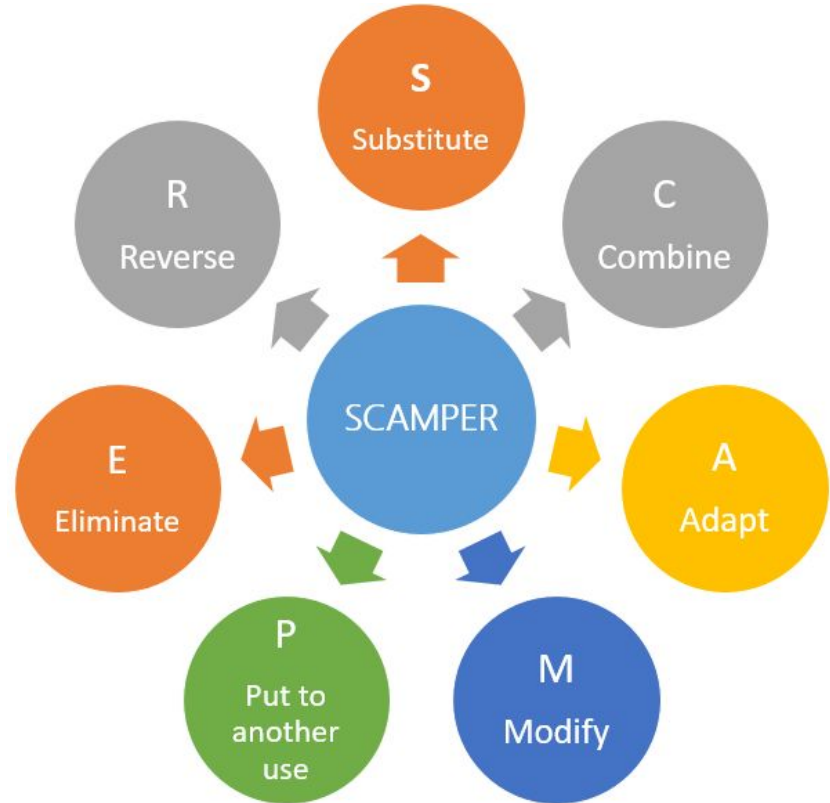 SCAMPER
S
Substitute
C
Combine
A
Adapt
M
Modify
P
Put to
another
use
E
Eliminate
R
Reverse